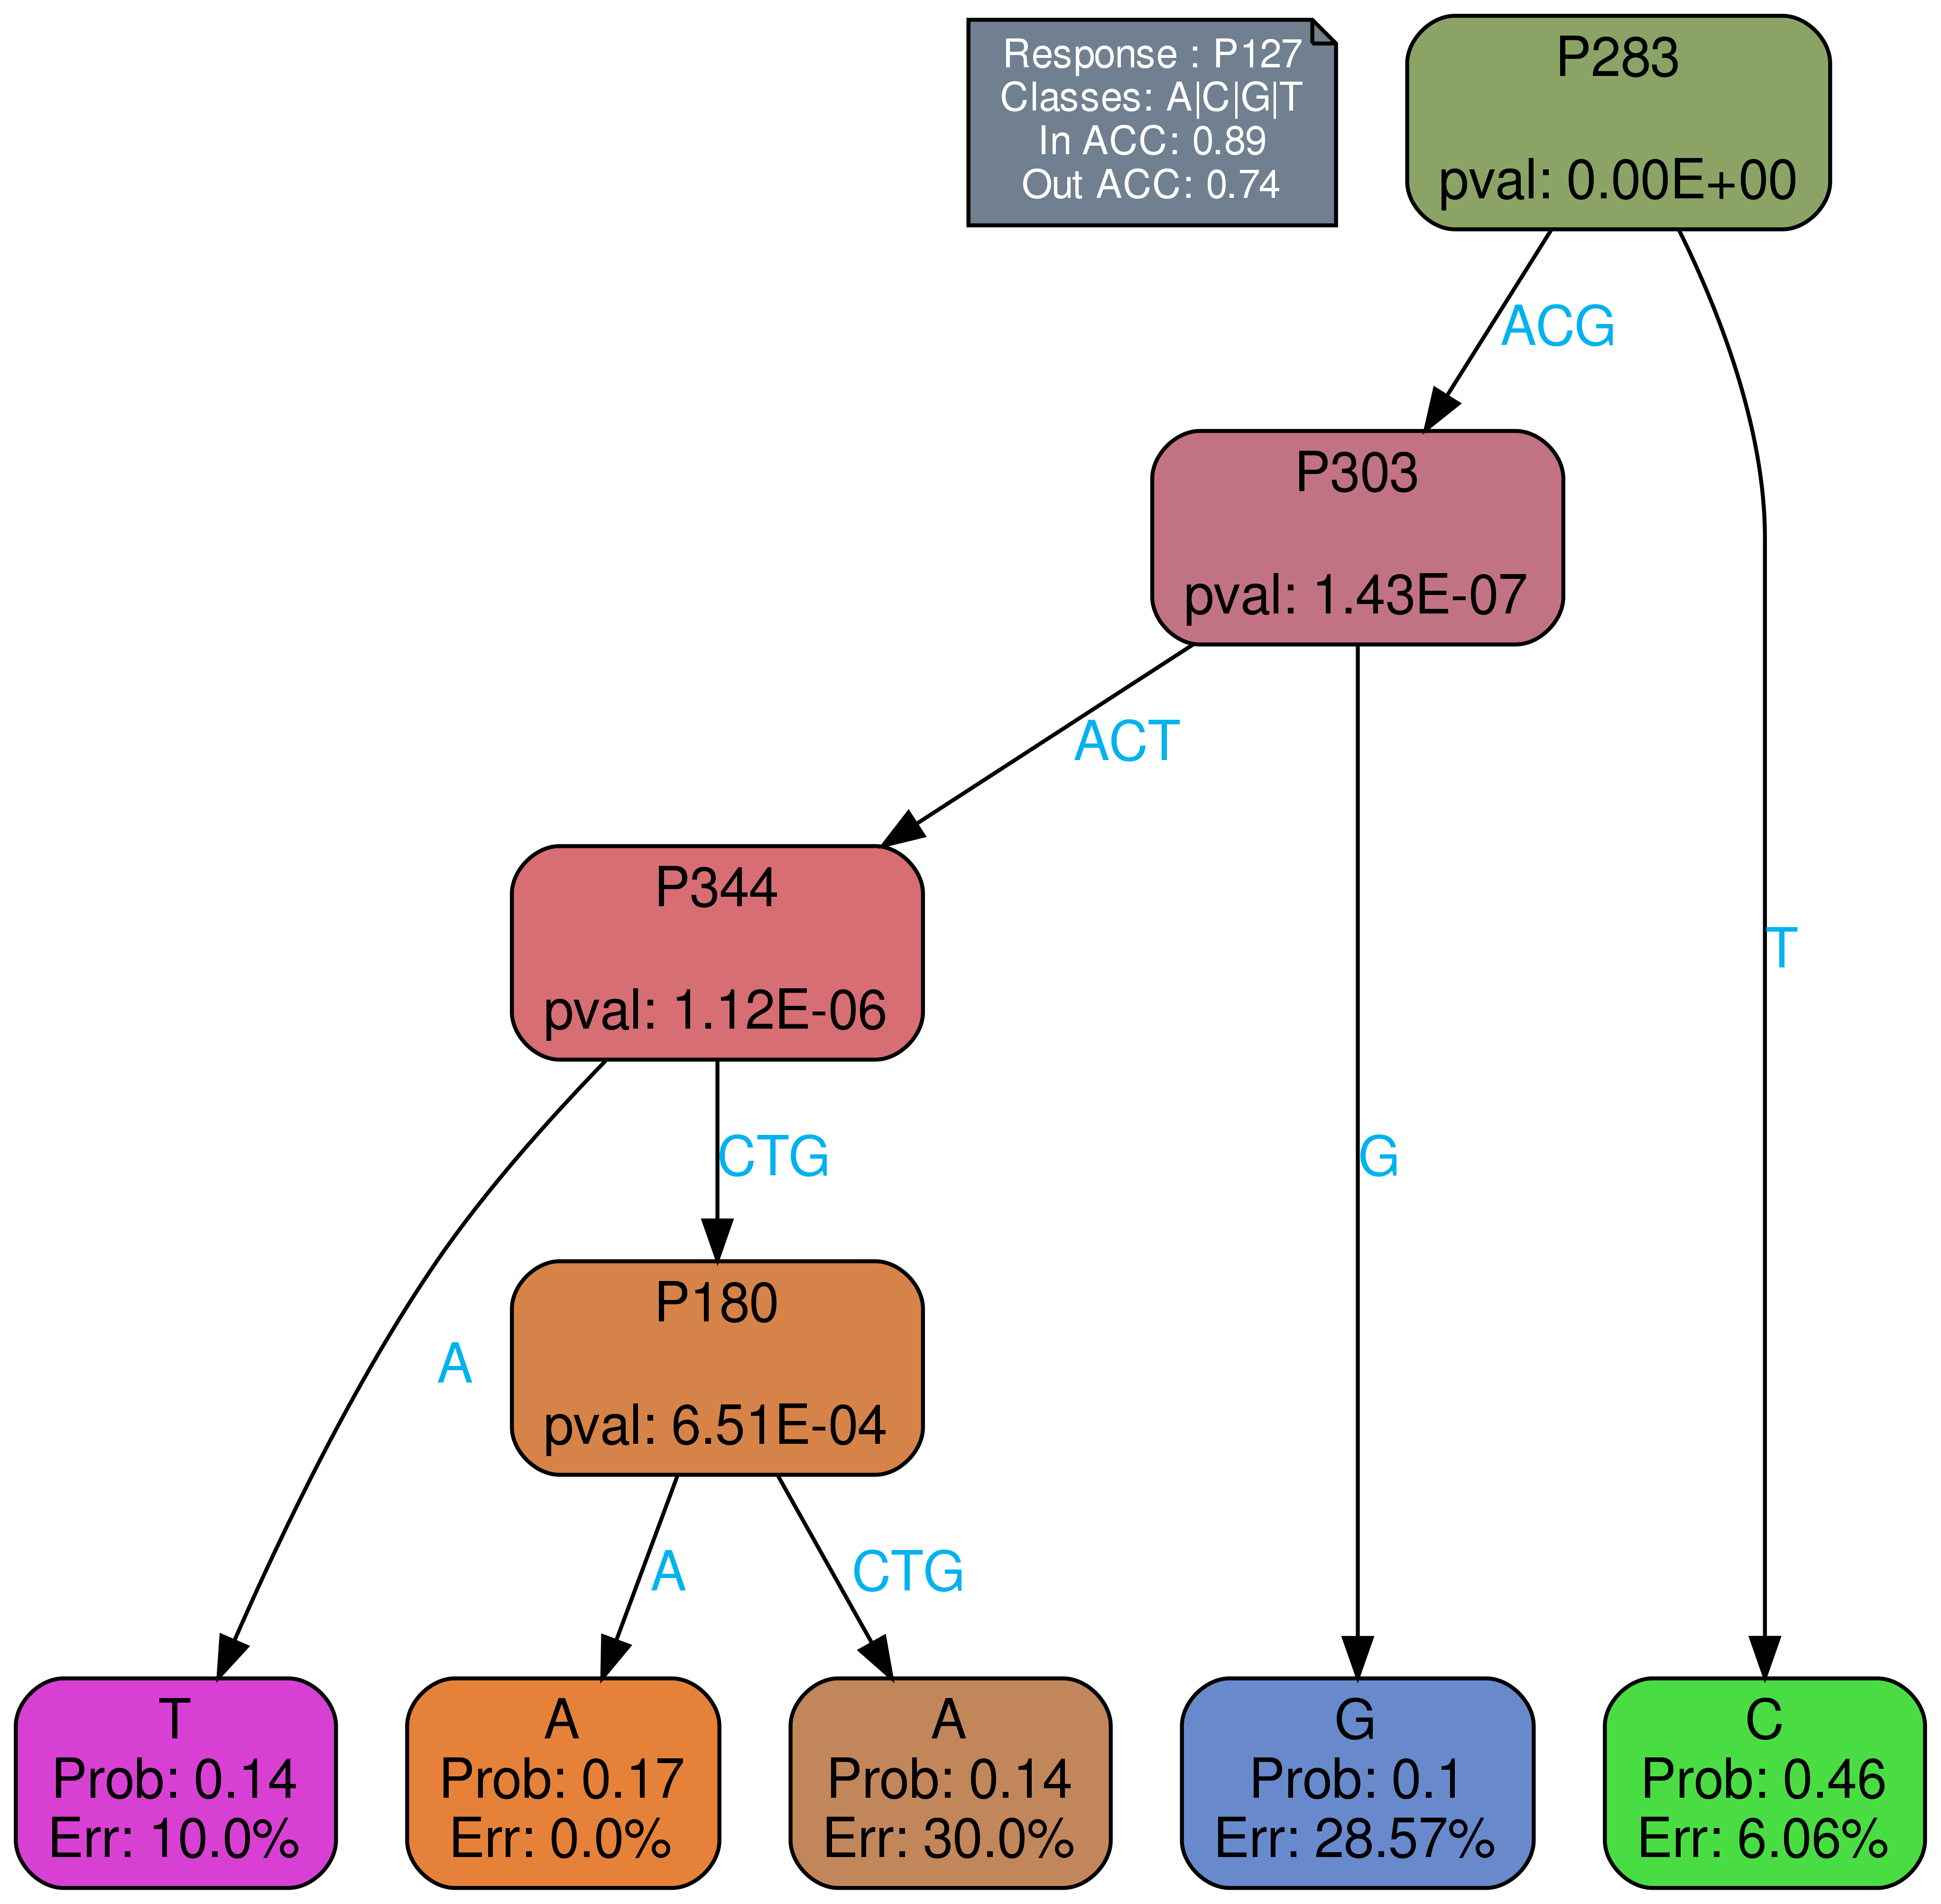 Response : P127
Classes: A|C|G|T
In ACC: 0.89
Out ACC: 0.74
P283
pval: 0.00E+00
ACG
P303
pval: 1.43E-07
ACT
P344
T
pval: 1.12E-06
CTG
G
P180
A
pval: 6.51E-04
A
CTG
T
Prob: 0.14
Err: 10.0%
A
Prob: 0.17
Err: 0.0%
A
Prob: 0.14
Err: 30.0%
G
Prob: 0.1
Err: 28.57%
C
Prob: 0.46
Err: 6.06%